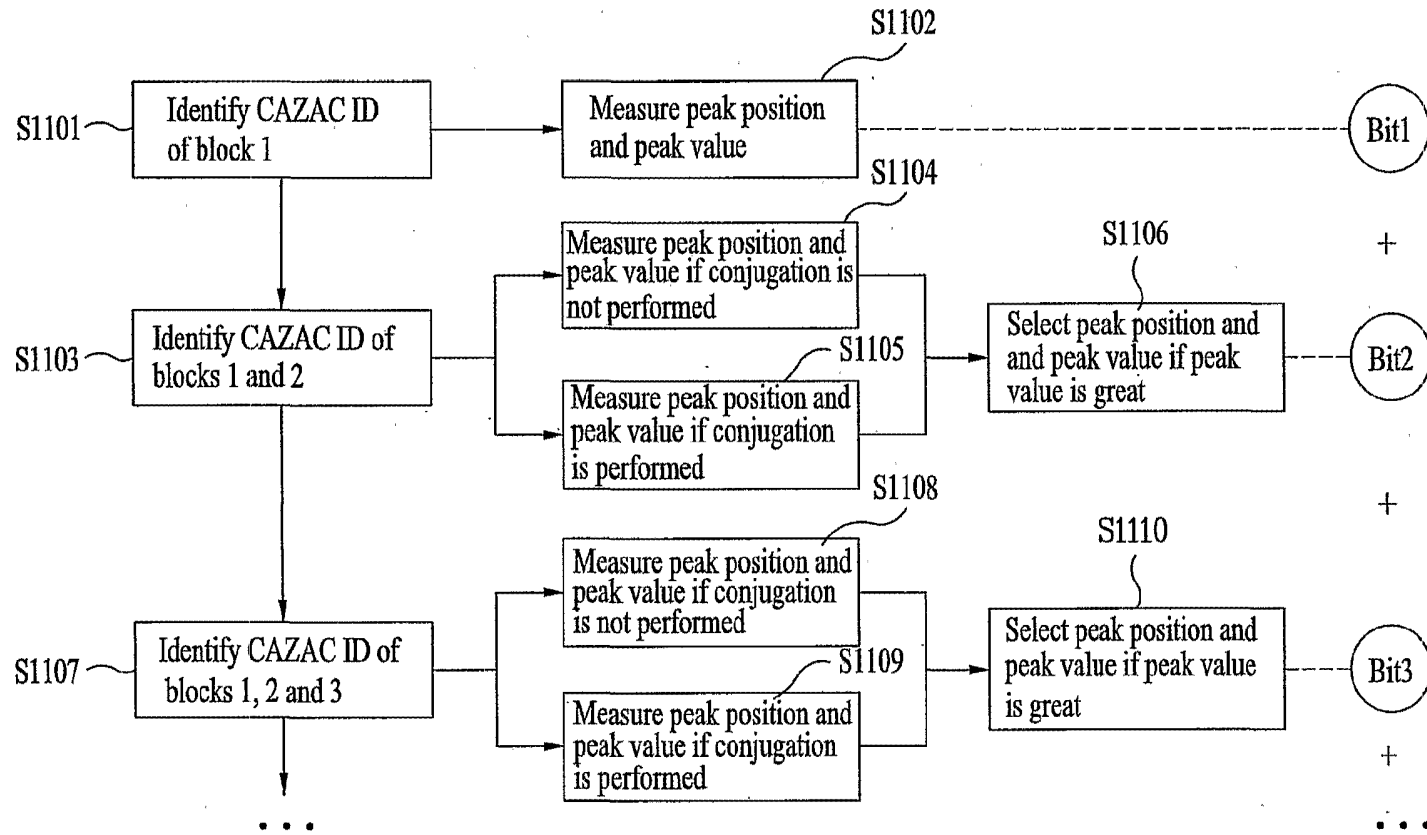 S1102
S1101
Identify CAZAC ID
of block 1
Measure peak position
and peak value
Bit1
S1104
Measure peak position and
peak value if conjugation is
not performed
+
S1106
S1103
Identify CAZAC ID of
blocks 1 and 2
S1105
Measure peak position and
peak value if conjugation
is performed
Select peak position and
and peak value if peak
value is great
Bit2
S1108
+
Measure peak position and
peak value if conjugation
is not performed
S1110
S1107
Identify CAZAC ID of
blocks 1, 2 and 3
S1109
Measure peak position and
peak value if conjugation
is performed
Select peak position and
peak value if peak value
is great
Bit3
+
• • •
• • •